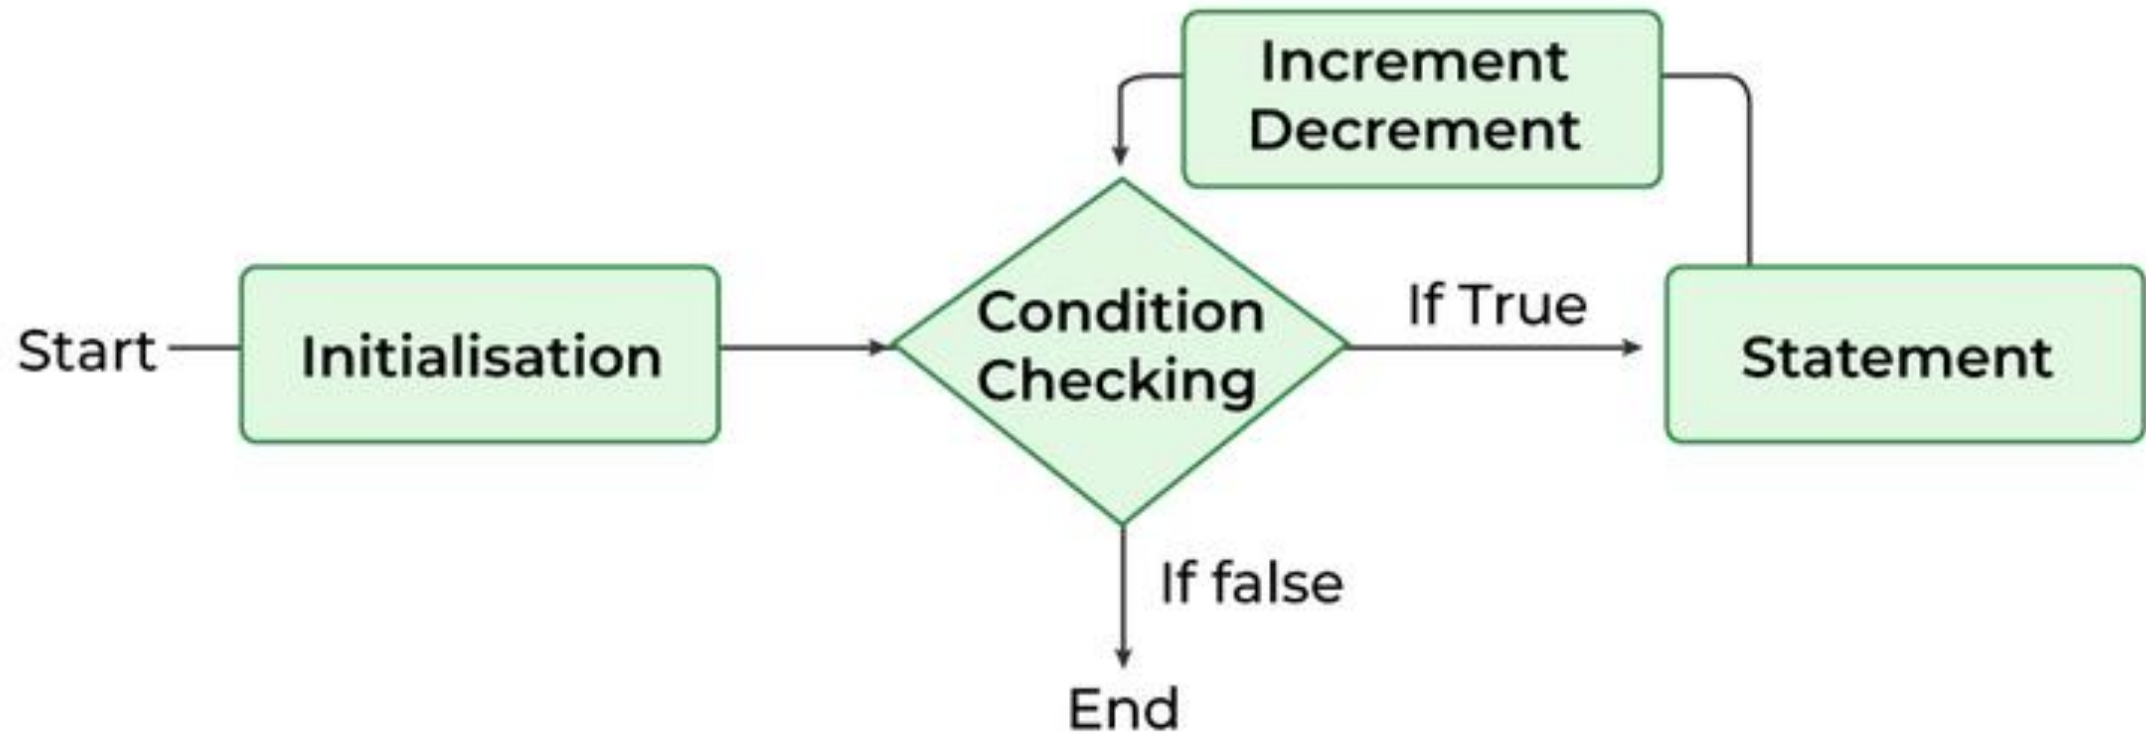 Increment
Decrement
Start
Initialisation
Condition
Checking
If True
Statement
If false
End